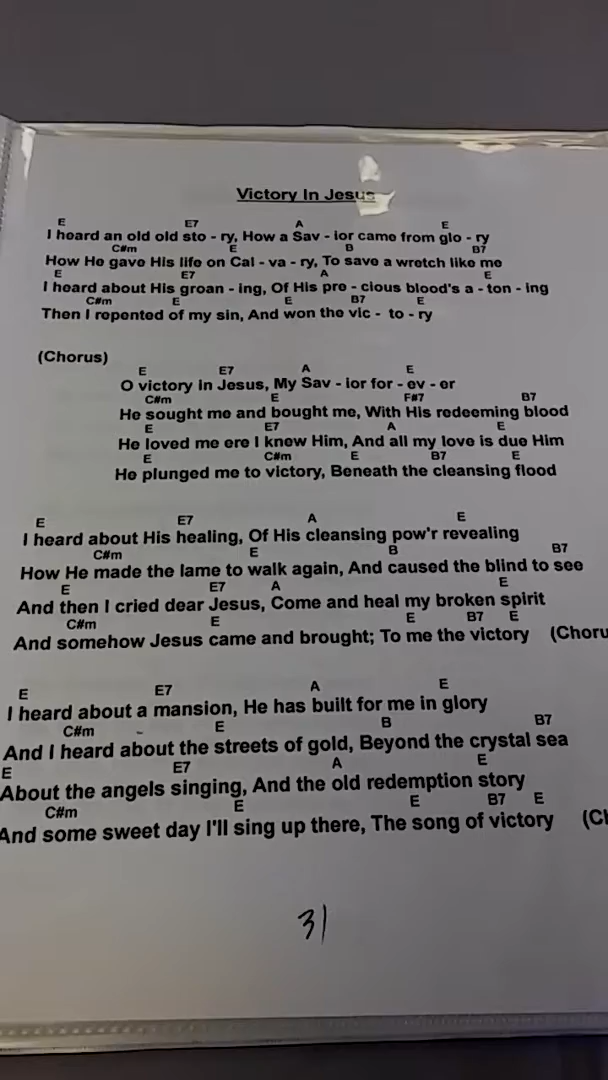 Victory In Jesus
E E7 A E
I heard an old old sto - ry, How a Sav - ior came from glo - ry
C#m E B B7
How He gave His life on Cal - va - ry, To save a wretch like me
E E7 A E
I heard about His groan - ing, Of His pre - cious blood's a - ton - ing
C#m E E B7 E
Then I repented of my sin, And won the vic - to - ry
(Chorus)
E E7 A E
O victory in Jesus, My Sav - ior for - ev - er
C#m E F#7 B7
He sought me and bought me, With His redeeming blood
E E7 A E
He loved me ere I knew Him, And all my love is due Him
E C#m E B7 E
He plunged me to victory, Beneath the cleansing flood
E E7 A E
I heard about His healing, Of His cleansing pow'r revealing
C#m E B B7
How He made the lame to walk again, And caused the blind to see
E E7 A E
And then I cried dear Jesus, Come and heal my broken spirit
C#m E E B7 E
And somehow Jesus came and brought; To me the victory (Choru
E E7 A E
I heard about a mansion, He has built for me in glory
C#m E B B7
And I heard about the streets of gold, Beyond the crystal sea
E E7 A E
About the angels singing, And the old redemption story
C#m E E B7 E
And some sweet day I'll sing up there, The song of victory (Ch
31